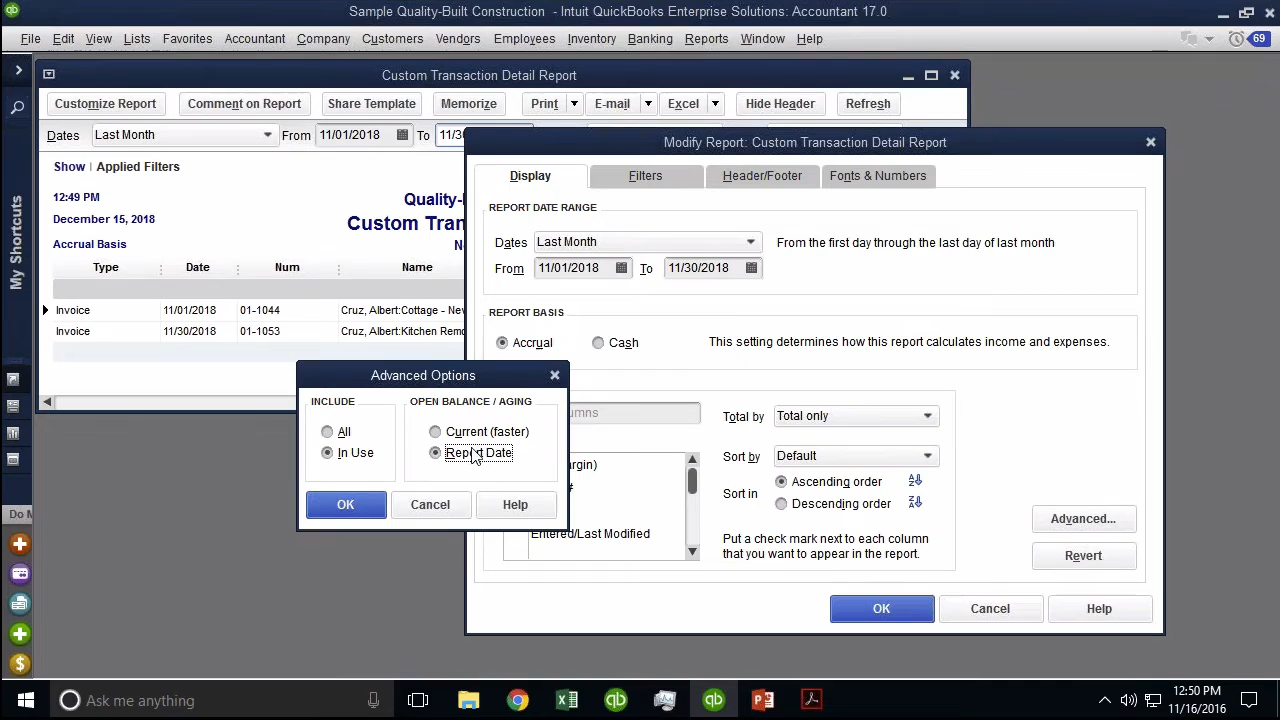 Sample Quality-Built Construction - Intuit QuickBooks Enterprise Solutions: Accountant 17.0
File Edit View Lists Favorites Accountant Company Customers Vendors Employees Inventory Banking Reports Window Help
69
Custom Transaction Detail Report
Customize Report Comment on Report Share Template Memorize Print E-mail Excel Hide Header Refresh
Dates Last Month From 11/01/2018 To 11/30
Show | Applied Filters
12:49 PM
December 15, 2018
Accrual Basis
Quality-
Custom Tran
N
Type Date Num Name
Invoice 11/01/2018 01-1044 Cruz, Albert:Cottage - New
Invoice 11/30/2018 01-1053 Cruz, Albert:Kitchen Remo
My Shortcuts
Do M
Modify Report: Custom Transaction Detail Report
Display Filters Header/Footer Fonts & Numbers
REPORT DATE RANGE
Dates Last Month From the first day through the last day of last month
From 11/01/2018 To 11/30/2018
REPORT BASIS
Accrual Cash This setting determines how this report calculates income and expenses.
umns
argin)
#
Entered/Last Modified
Total by Total only
Sort by Default
Sort in Ascending order
Descending order
Put a check mark next to each column
that you want to appear in the report.
Advanced...
Revert
OK Cancel Help
Advanced Options
INCLUDE OPEN BALANCE / AGING
All Current (faster)
In Use Report Date
OK Cancel Help
Ask me anything
12:50 PM
11/16/2016